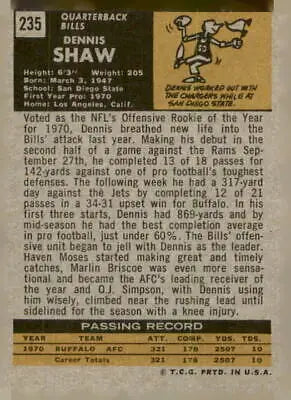 235
QUARTERBACK
BILLS
DENNIS
SHAW
Height: 6'3" Weight: 205
Born: March 3, 1947
School: San Diego State
First Year Pro: 1970
Home: Los Angeles, Calif.
DENNIS WORKED OUT WITH
THE CHARGERS WHILE AT
SAN DIEGO STATE.
Voted as the NFL's Offensive Rookie of the Year
for 1970, Dennis breathed new life into the
Bills' attack last year. Making his debut in the
second half of a game against the Rams Sep-
tember 27th, he completed 13 of 18 passes for
142-yards against one of pro football's toughest
defenses. The following week he had a 317-yard
day against the Jets by completing 12 of 21
passes in a 34-31 upset win for Buffalo. In his
first three starts, Dennis had 869-yards and by
mid-season he had the best completion average
in pro football, just under 60%. The Bills' offen-
sive unit began to jell with Dennis as the leader.
Haven Moses started making great and timely
catches, Marlin Briscoe was even more sensa-
tional and became the AFC's leading receiver of
the year and O.J. Simpson, with Dennis using
him wisely, climbed near the rushing lead until
sidelined for the season with a knee injury.
PASSING RECORD
YEAR TEAM ATT. COMP. YDS. TDS.
1970 BUFFALO AFC 321 178 2507 10
Career Totals 321 178 2507 10
© T.C.G. PRTD. IN U.S.A.